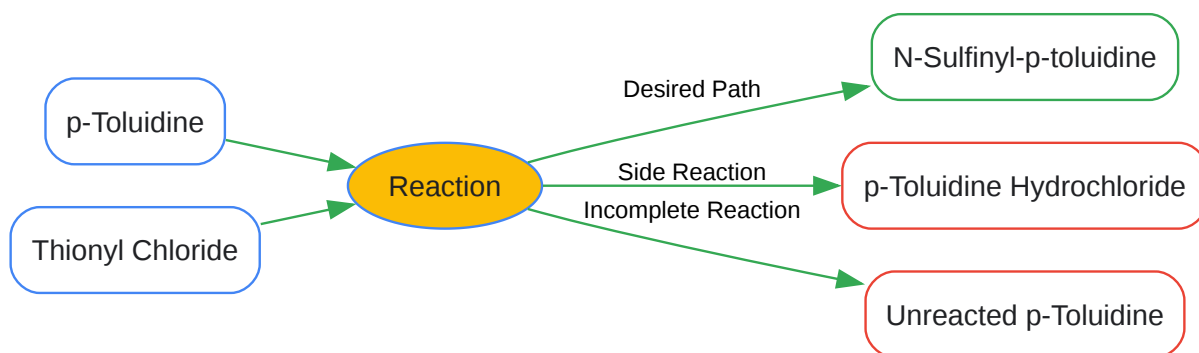 p-Toluidine
Thionyl Chloride
Reaction
Desired Path
Side Reaction
Incomplete Reaction
N-Sulfinyl-p-toluidine
p-Toluidine Hydrochloride
Unreacted p-Toluidine